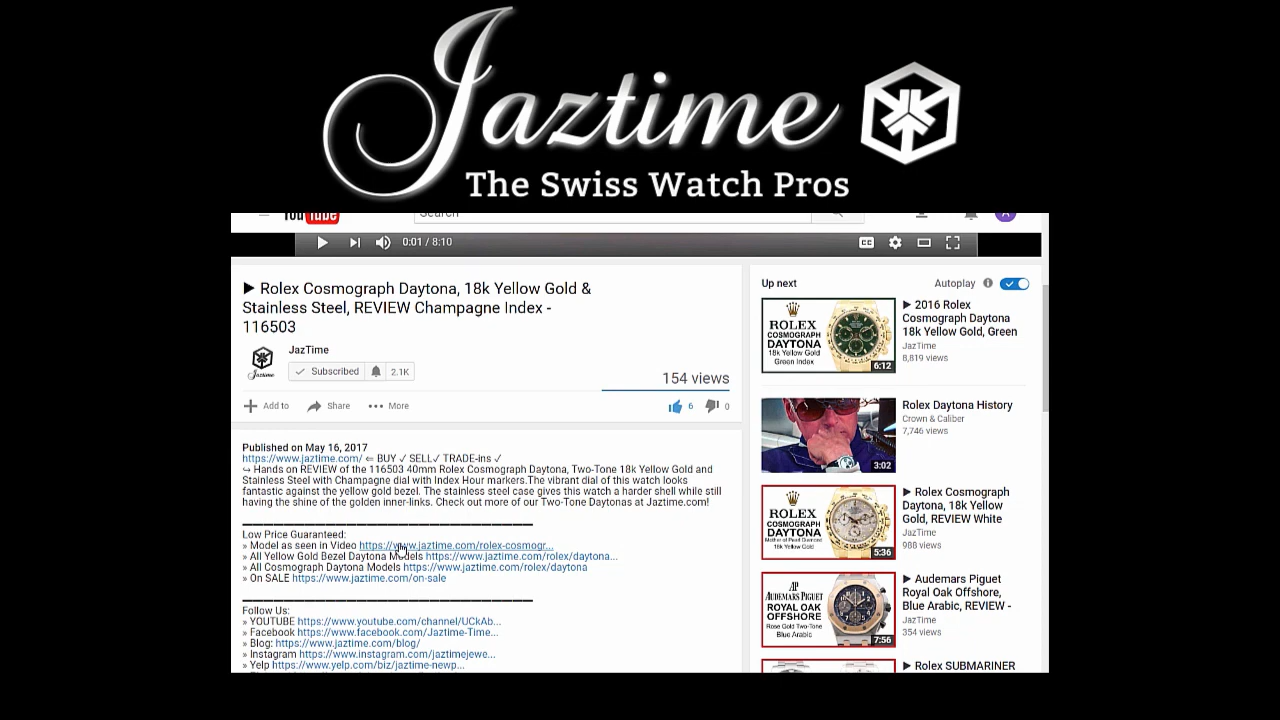 Jaztime
The Swiss Watch Pros
YouTube
Search
0:01 / 8:10
CC
▶ Rolex Cosmograph Daytona, 18k Yellow Gold &
Stainless Steel, REVIEW Champagne Index -
116503
JazTime
Jaztime
Subscribed 2.1K
154 views
Add to Share More
6 0
Published on May 16, 2017
https://www.jaztime.com/ ⇐ BUY ✓ SELL✓ TRADE-ins ✓
↪ Hands on REVIEW of the 116503 40mm Rolex Cosmograph Daytona, Two-Tone 18k Yellow Gold and
Stainless Steel with Champagne dial with Index Hour markers.The vibrant dial of this watch looks
fantastic against the yellow gold bezel. The stainless steel case gives this watch a harder shell while still
having the shine of the golden inner-links. Check out more of our Two-Tone Daytonas at Jaztime.com!
Low Price Guaranteed:
» Model as seen in Video https://www.jaztime.com/rolex-cosmogr...
» All Yellow Gold Bezel Daytona Models https://www.jaztime.com/rolex/daytona...
» All Cosmograph Daytona Models https://www.jaztime.com/rolex/daytona
» On SALE https://www.jaztime.com/on-sale
Follow Us:
» YOUTUBE https://www.youtube.com/channel/UCkAb...
» Facebook https://www.facebook.com/Jaztime-Time...
» Blog: https://www.jaztime.com/blog/
» Instagram https://www.instagram.com/jaztimejewe...
» Yelp https://www.yelp.com/biz/jaztime-newp...
Up next
Autoplay
ROLEX
COSMOGRAPH
DAYTONA
18k Yellow Gold
Green Index
6:12
▶ 2016 Rolex
Cosmograph Daytona
18k Yellow Gold, Green
JazTime
8,819 views
3:02
Rolex Daytona History
Crown & Caliber
7,746 views
ROLEX
COSMOGRAPH
DAYTONA
Mother of Pearl Diamond
18k Yellow Gold
5:36
▶ Rolex Cosmograph
Daytona, 18k Yellow
Gold, REVIEW White
JazTime
988 views
AP
AUDEMARS PIGUET
ROYAL OAK
OFFSHORE
Rose Gold Two-Tone
Blue Arabic
7:56
▶ Audemars Piguet
Royal Oak Offshore,
Blue Arabic, REVIEW -
JazTime
354 views
▶ Rolex SUBMARINER